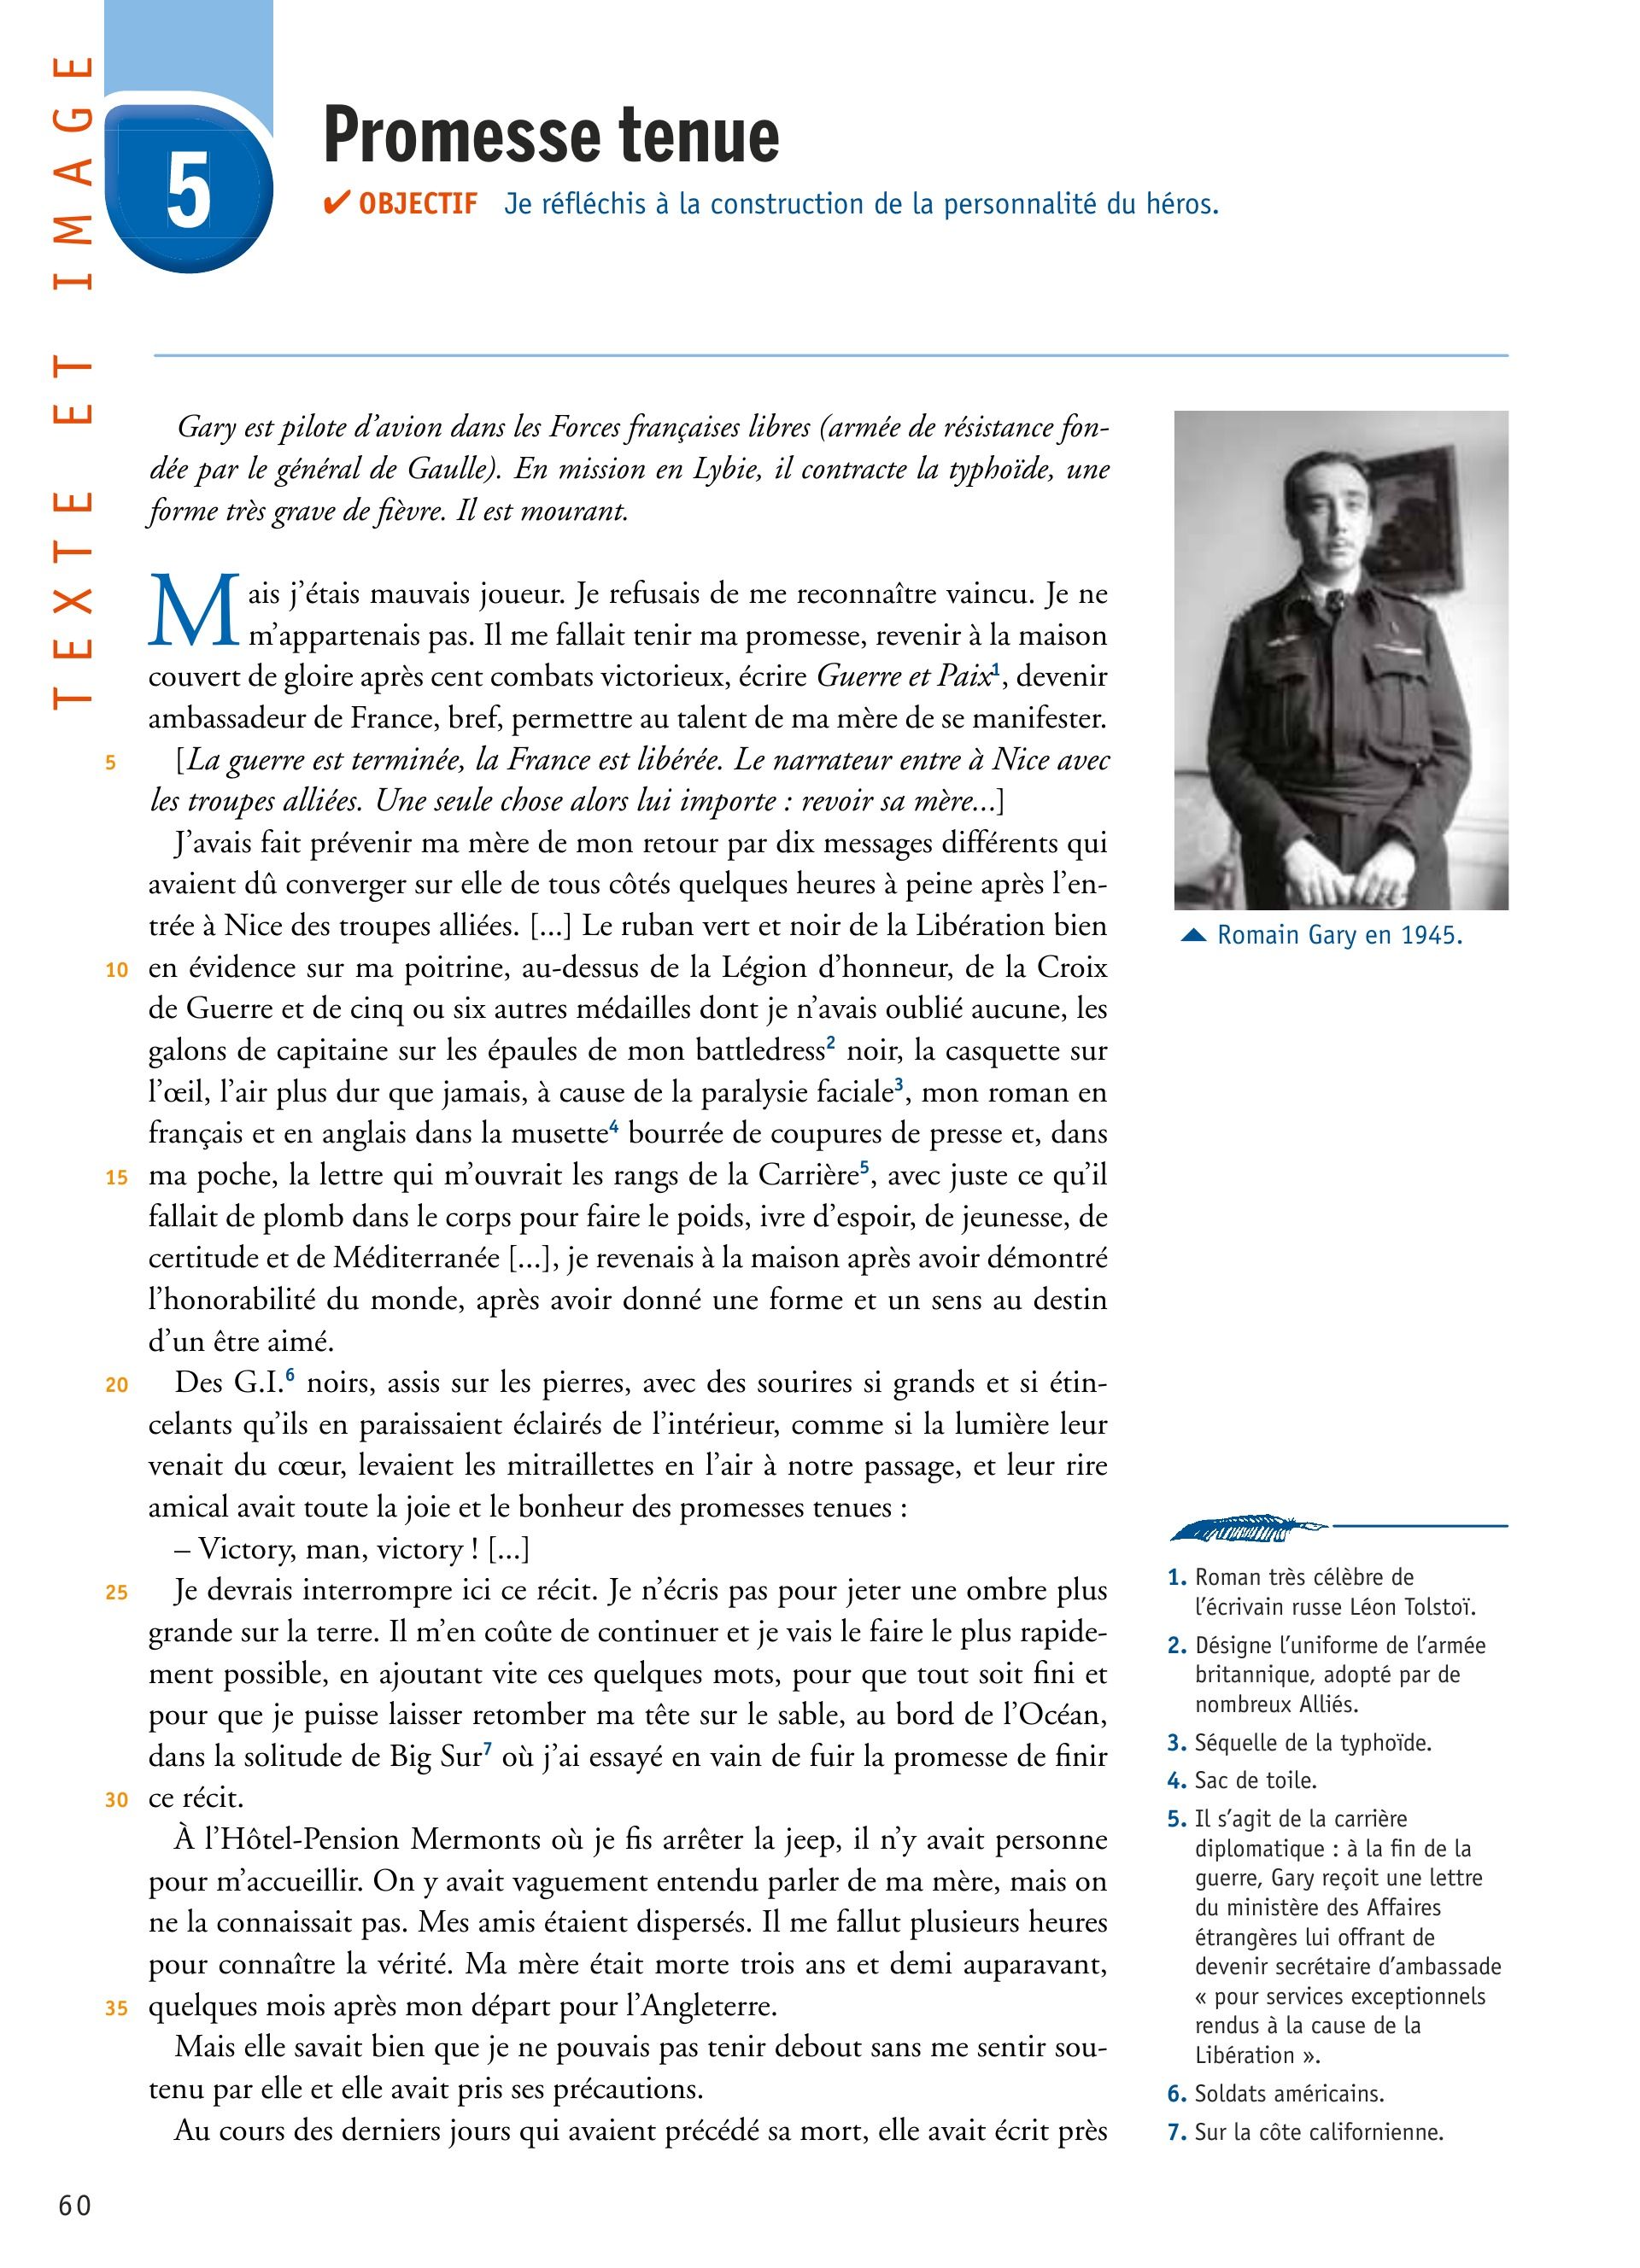 TEXTE ET IMAGE
5
Promesse tenue
✔ OBJECTIF Je réfléchis à la construction de la personnalité du héros.
Gary est pilote d’avion dans les Forces françaises libres (armée de résistance fon-
dée par le général de Gaulle). En mission en Lybie, il contracte la typhoïde, une
forme très grave de fièvre. Il est mourant.
Mais j’étais mauvais joueur. Je refusais de me reconnaître vaincu. Je ne
m’appartenais pas. Il me fallait tenir ma promesse, revenir à la maison
couvert de gloire après cent combats victorieux, écrire Guerre et Paix1, devenir
ambassadeur de France, bref, permettre au talent de ma mère de se manifester.
5 [La guerre est terminée, la France est libérée. Le narrateur entre à Nice avec
les troupes alliées. Une seule chose alors lui importe : revoir sa mère...]
J’avais fait prévenir ma mère de mon retour par dix messages différents qui
avaient dû converger sur elle de tous côtés quelques heures à peine après l’en-
trée à Nice des troupes alliées. [...] Le ruban vert et noir de la Libération bien
10 en évidence sur ma poitrine, au-dessus de la Légion d’honneur, de la Croix
de Guerre et de cinq ou six autres médailles dont je n’avais oublié aucune, les
galons de capitaine sur les épaules de mon battledress2 noir, la casquette sur
l’œil, l’air plus dur que jamais, à cause de la paralysie faciale3, mon roman en
français et en anglais dans la musette4 bourrée de coupures de presse et, dans
15 ma poche, la lettre qui m’ouvrait les rangs de la Carrière5, avec juste ce qu’il
fallait de plomb dans le corps pour faire le poids, ivre d’espoir, de jeunesse, de
certitude et de Méditerranée [...], je revenais à la maison après avoir démontré
l’honorabilité du monde, après avoir donné une forme et un sens au destin
d’un être aimé.
20 Des G.I.6 noirs, assis sur les pierres, avec des sourires si grands et si étin-
celants qu’ils en paraissaient éclairés de l’intérieur, comme si la lumière leur
venait du cœur, levaient les mitraillettes en l’air à notre passage, et leur rire
amical avait toute la joie et le bonheur des promesses tenues :
– Victory, man, victory ! [...]
25 Je devrais interrompre ici ce récit. Je n’écris pas pour jeter une ombre plus
grande sur la terre. Il m’en coûte de continuer et je vais le faire le plus rapide-
ment possible, en ajoutant vite ces quelques mots, pour que tout soit fini et
pour que je puisse laisser retomber ma tête sur le sable, au bord de l’Océan,
dans la solitude de Big Sur7 où j’ai essayé en vain de fuir la promesse de finir
30 ce récit.
À l’Hôtel-Pension Mermonts où je fis arrêter la jeep, il n’y avait personne
pour m’accueillir. On y avait vaguement entendu parler de ma mère, mais on
ne la connaissait pas. Mes amis étaient dispersés. Il me fallut plusieurs heures
pour connaître la vérité. Ma mère était morte trois ans et demi auparavant,
35 quelques mois après mon départ pour l’Angleterre.
Mais elle savait bien que je ne pouvais pas tenir debout sans me sentir sou-
tenu par elle et elle avait pris ses précautions.
Au cours des derniers jours qui avaient précédé sa mort, elle avait écrit près
▲ Romain Gary en 1945.
1. Roman très célèbre de
l’écrivain russe Léon Tolstoï.
2. Désigne l’uniforme de l’armée
britannique, adopté par de
nombreux Alliés.
3. Séquelle de la typhoïde.
4. Sac de toile.
5. Il s’agit de la carrière
diplomatique : à la fin de la
guerre, Gary reçoit une lettre
du ministère des Affaires
étrangères lui offrant de
devenir secrétaire d’ambassade
« pour services exceptionnels
rendus à la cause de la
Libération ».
6. Soldats américains.
7. Sur la côte californienne.
60